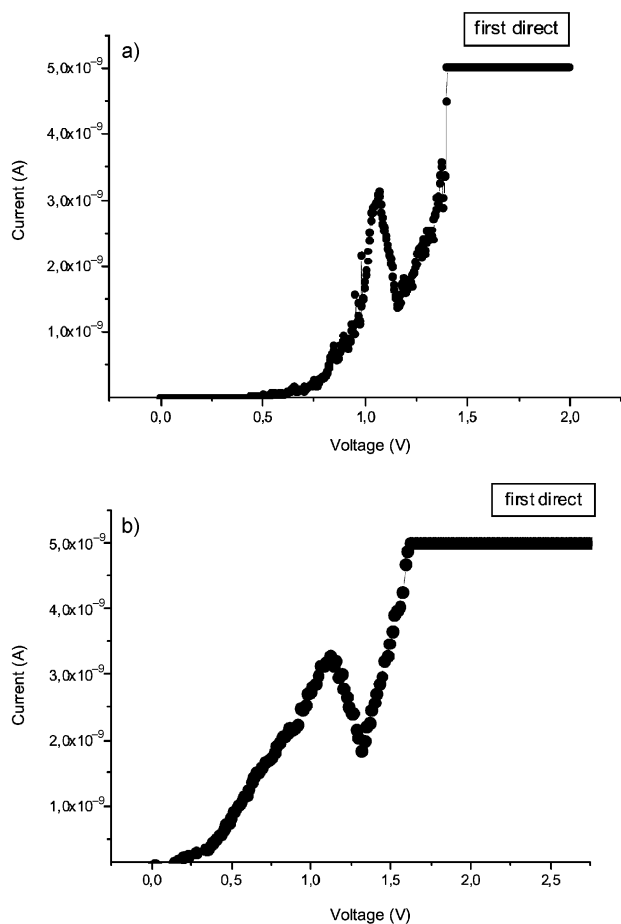 first direct
a)
5,0x10⁻⁹
4,0x10⁻⁹
3,0x10⁻⁹
2,0x10⁻⁹
1,0x10⁻⁹
Current (A)
0,0 0,5 1,0 1,5 2,0
Voltage (V)
first direct
b)
5,0x10⁻⁹
4,0x10⁻⁹
3,0x10⁻⁹
2,0x10⁻⁹
1,0x10⁻⁹
Current (A)
0,0 0,5 1,0 1,5 2,0 2,5
Voltage (V)